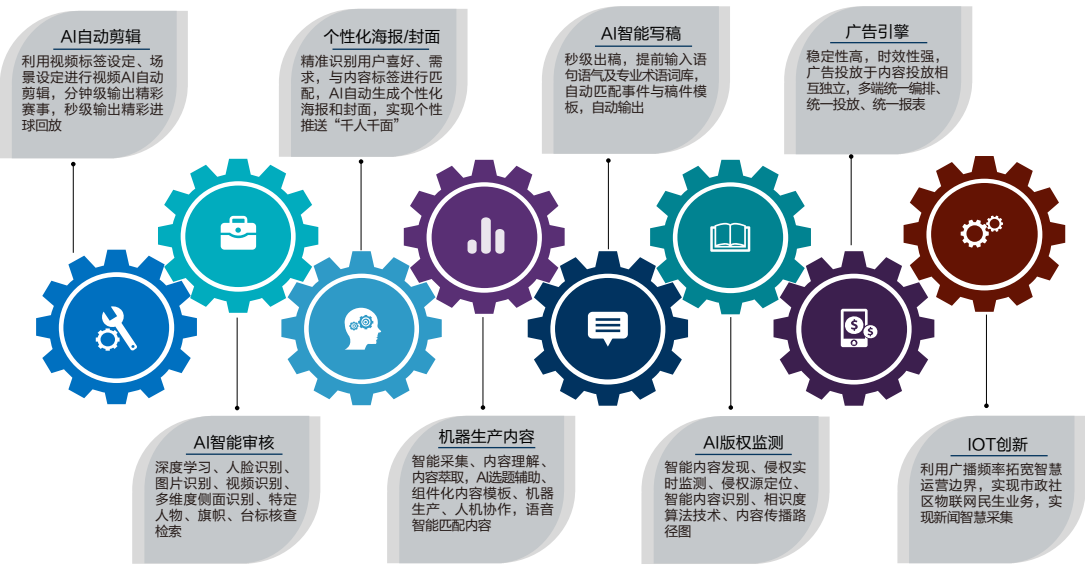 AI自动剪辑
利用视频标签设定、场
景设定进行视频AI自动
剪辑，分钟级输出精彩
赛事，秒级输出精彩进
球回放
个性化海报/封面
精准识别用户喜好、需
求，与内容标签进行匹
配，AI自动生成个性化
海报和封面，实现个性
推送“千人千面”
AI智能写稿
秒级出稿，提前输入语
句语气及专业术语词库，
自动匹配事件与稿件模
板，自动输出
广告引擎
稳定性高，时效性强，
广告投放于内容投放相
互独立，多端统一编排、
统一投放、统一报表
AI智能审核
深度学习、人脸识别、
图片识别、视频识别、
多维度侧面识别、特定
人物、旗帜、台标核查
检索
机器生产内容
智能采集、内容理解、
内容萃取，AI选题辅助、
组件化内容模板、机器
生产、人机协作，语音
智能匹配内容
AI版权监测
智能内容发现、侵权实
时监测、侵权源定位、
智能内容识别、相识度
算法技术、内容传播路
径图
IOT创新
利用广播频率拓宽智慧
运营边界，实现市政社
区物联网民生业务，实
现新闻智慧采集